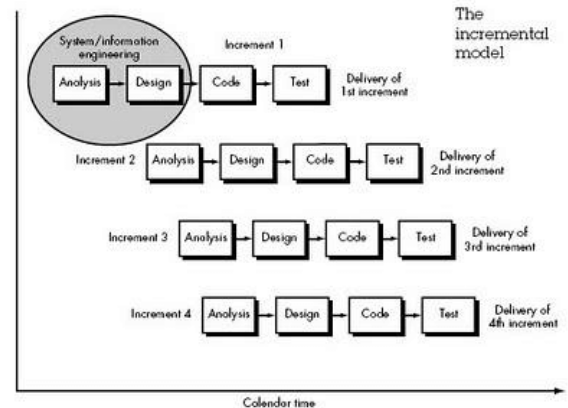 The
incremental
model
System/information
engineering
Increment 1
Analysis
Design
Code
Test
Delivery of
1st increment
Increment 2
Analysis
Design
Code
Test
Delivery of
2nd increment
Increment 3
Analysis
Design
Code
Test
Delivery of
3rd increment
Increment 4
Analysis
Design
Code
Test
Delivery of
4th increment
Calendar time